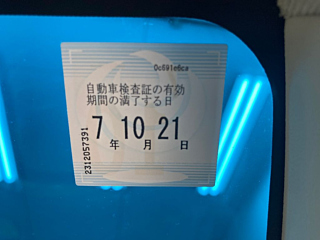 0c691e6ca
自動車検査証の有効
期間の満了する日
7 10 21
年 月 日
2312057391